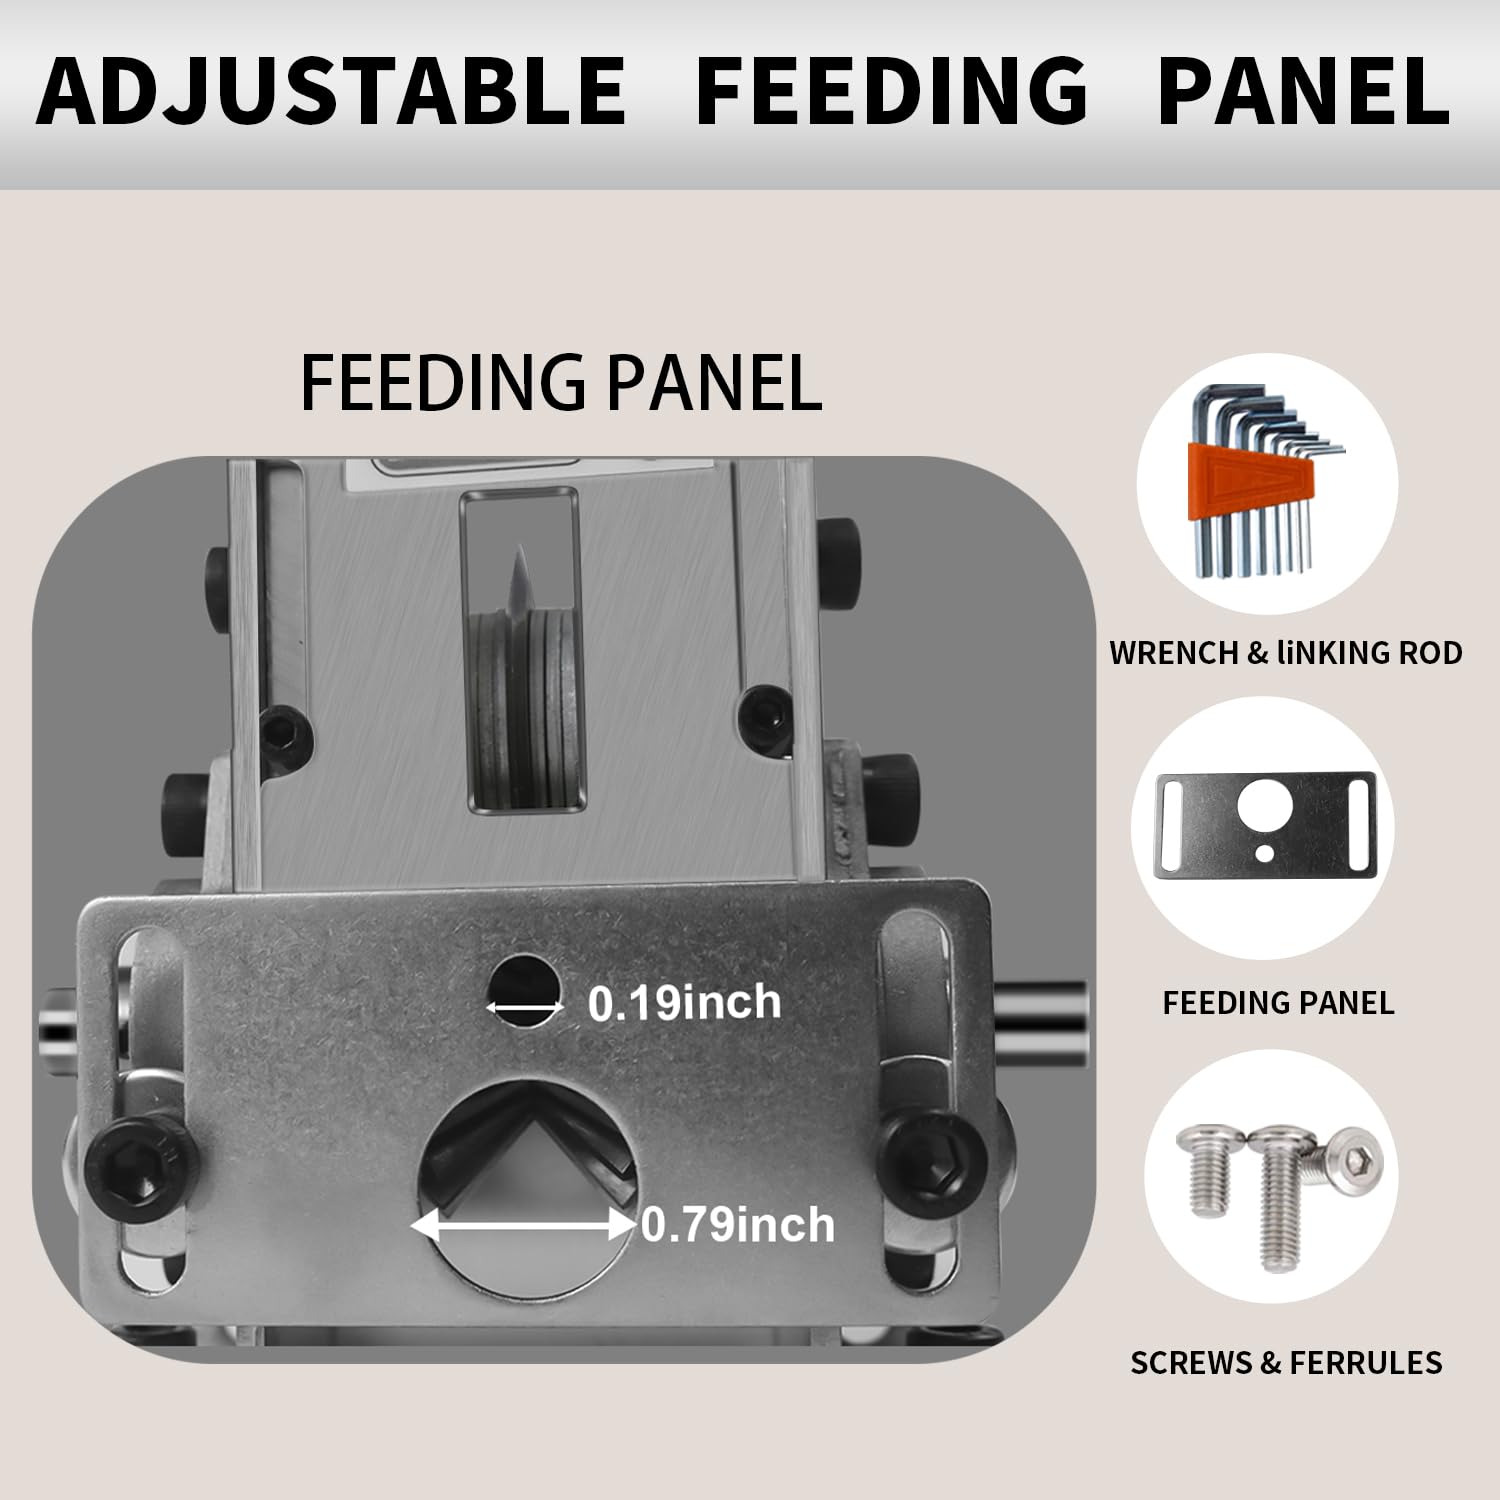 ADJUSTABLE FEEDING PANEL
FEEDING PANEL
0.19inch
0.79inch
WRENCH & liNKING ROD
FEEDING PANEL
SCREWS & FERRULES